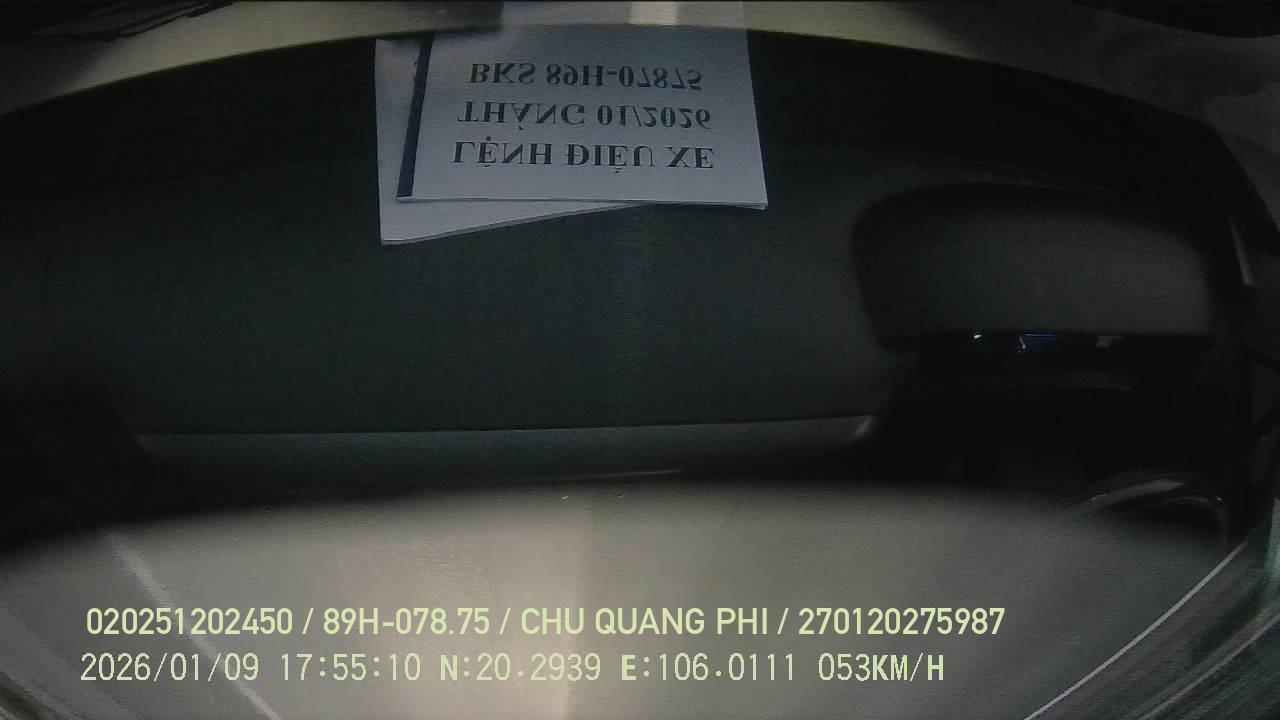 LỆNH ĐIỀU XE
THÁNG 01/2026
BKS 89H-07875
020251202450 / 89H-078.75 / CHU QUANG PHI / 270120275987
2026/01/09 17:55:10 N:20.2939 E:106.0111 053KM/H